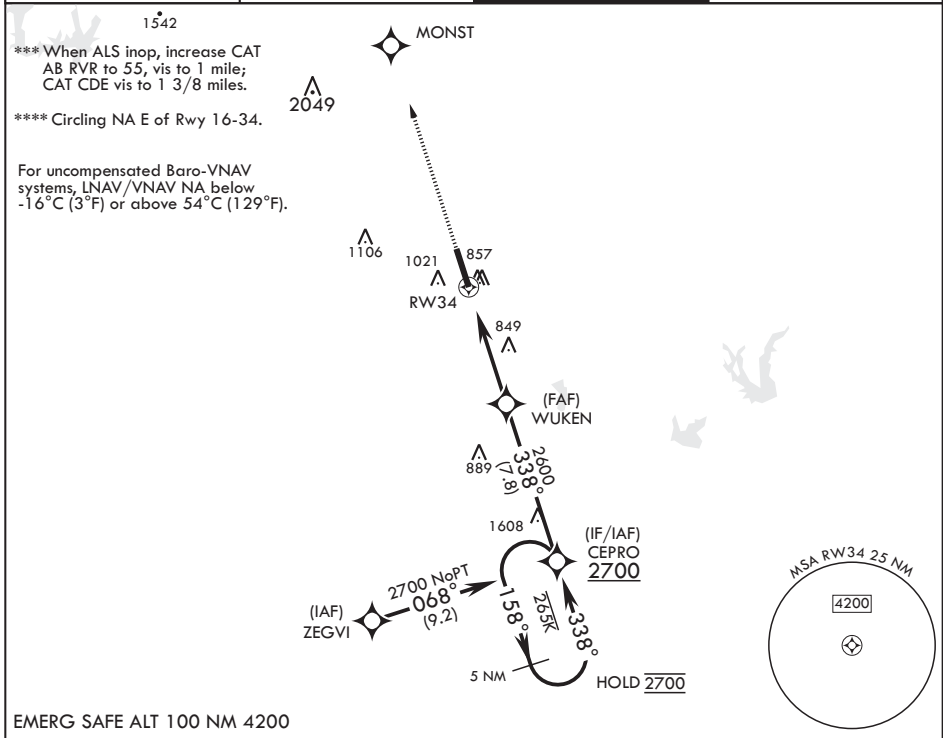 1542
*** When ALS inop, increase CAT
AB RVR to 55, vis to 1 mile;
CAT CDE vis to 1 3/8 miles.
**** Circling NA E of Rwy 16-34.
For uncompensated Baro-VNAV
systems, LNAV/VNAV NA below
-16°C (3°F) or above 54°C (129°F).
MONST
2049
1106
1021
857
RW34
849
(FAF)
WUKEN
889
2600
338°
(7.8)
1608
(IF/IAF)
CEPRO
2700
2700 NoPT
068°
(9.2)
(IAF)
ZEGVI
158°
265K
338°
5 NM
HOLD 2700
MSA RW34 25 NM
4200
EMERG SAFE ALT 100 NM 4200